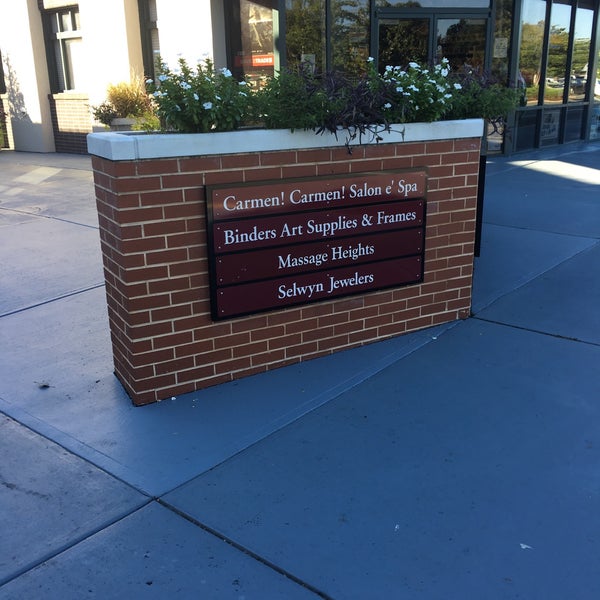 Carmen! Carmen! Salon e' Spa
Binders Art Supplies & Frames
Massage Heights
Selwyn Jewelers